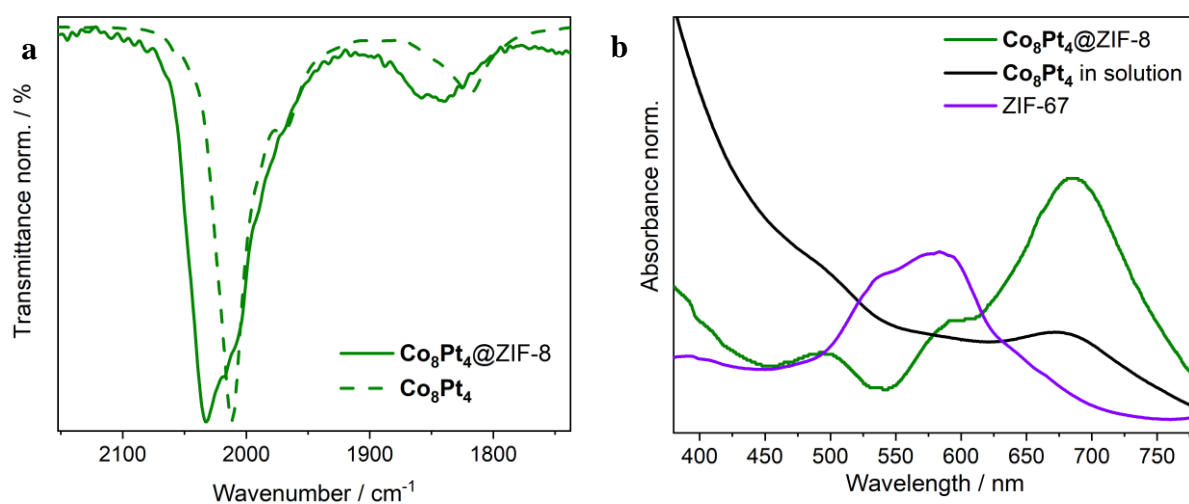 a
Transmittance norm. / %
Co₈Pt₄@ZIF-8
Co₈Pt₄
2100 2000 1900 1800
Wavenumber / cm⁻¹
b
Absorbance norm.
Co₈Pt₄@ZIF-8
Co₈Pt₄ in solution
ZIF-67
400 450 500 550 600 650 700 750
Wavelength / nm